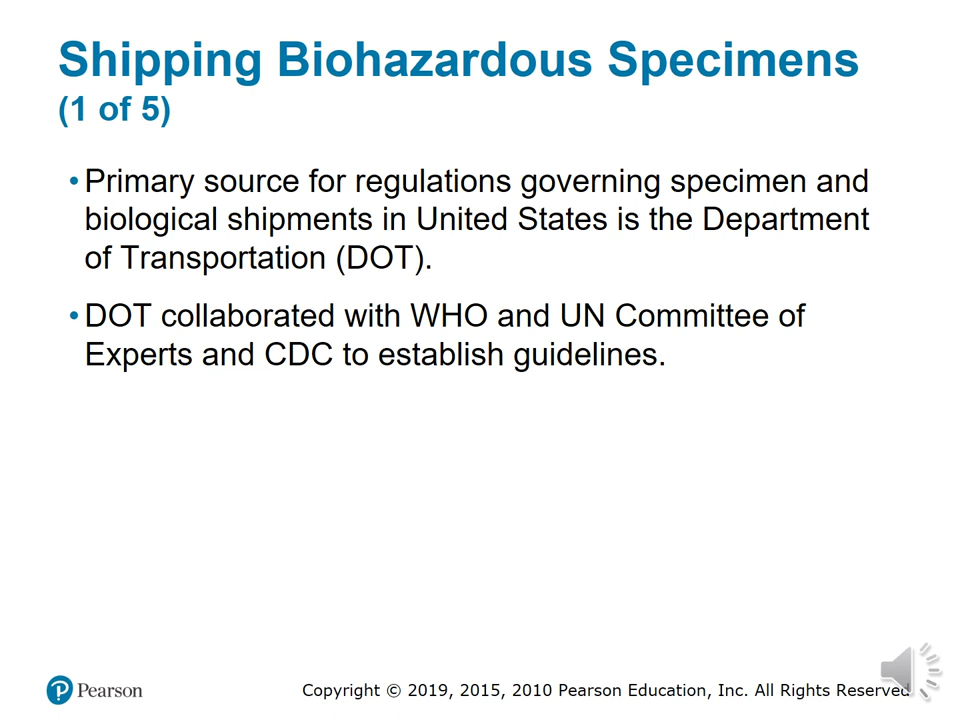 Shipping Biohazardous Specimens
(1 of 5)
• Primary source for regulations governing specimen and
biological shipments in United States is the Department
of Transportation (DOT).
• DOT collaborated with WHO and UN Committee of
Experts and CDC to establish guidelines.
Pearson
Copyright © 2019, 2015, 2010 Pearson Education, Inc. All Rights Reserved